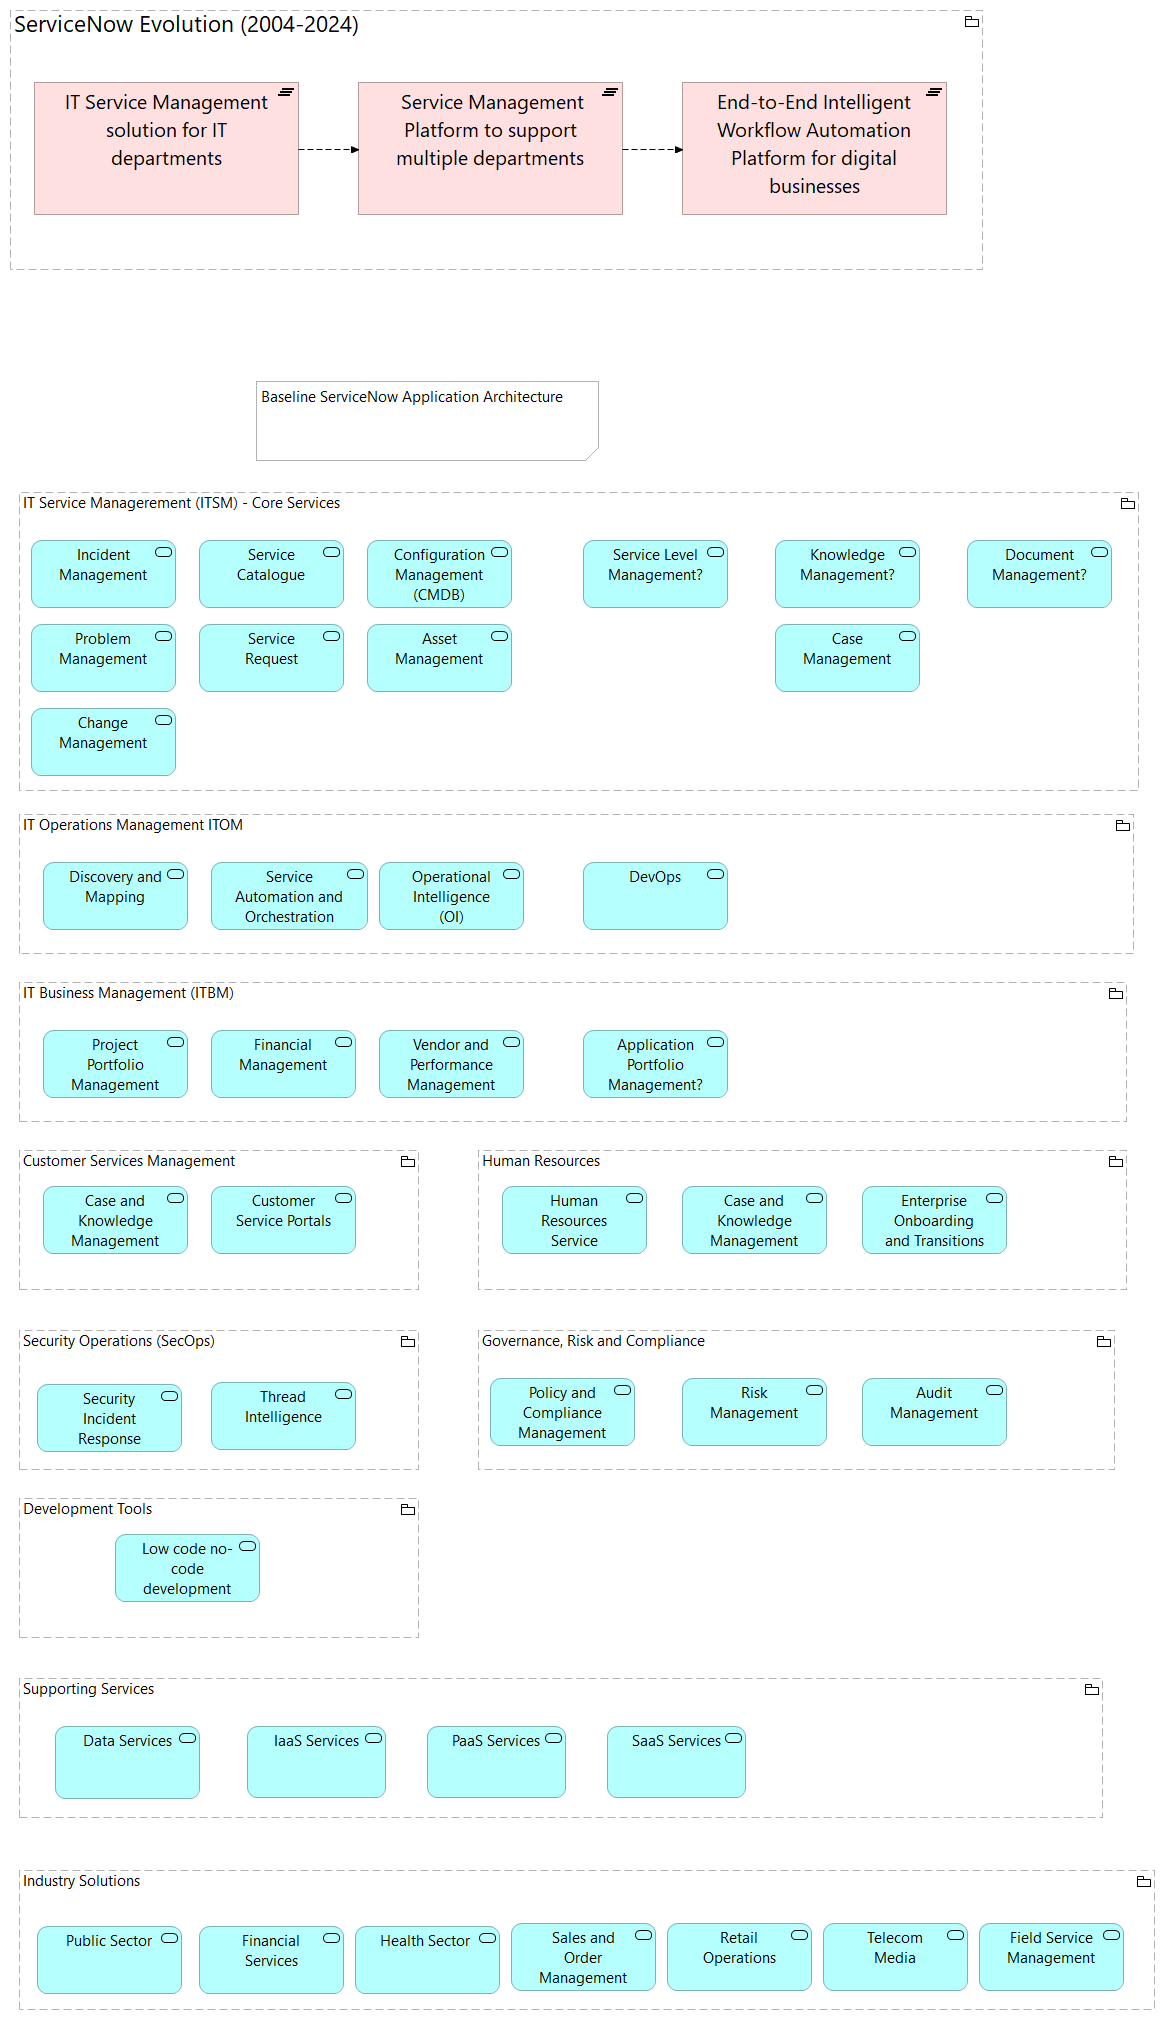 ServiceNow Evolution (2004-2024)
IT Service Management
solution for IT
departments
Service Management
Platform to support
multiple departments
End-to-End Intelligent
Workflow Automation
Platform for digital
businesses
Baseline ServiceNow Application Architecture
IT Service Managerement (ITSM) - Core Services
Incident
Management
Service
Catalogue
Configuration
Management
(CMDB)
Service Level
Management?
Knowledge
Management?
Document
Management?
Problem
Management
Service
Request
Asset
Management
Case
Management
Change
Management
IT Operations Management ITOM
Discovery and
Mapping
Service
Automation and
Orchestration
Operational
Intelligence
(OI)
DevOps
IT Business Management (ITBM)
Project
Portfolio
Management
Financial
Management
Vendor and
Performance
Management
Application
Portfolio
Management?
Customer Services Management
Case and
Knowledge
Management
Customer
Service Portals
Human Resources
Human
Resources
Service
Case and
Knowledge
Management
Enterprise
Onboarding
and Transitions
Security Operations (SecOps)
Security
Incident
Response
Thread
Intelligence
Governance, Risk and Compliance
Policy and
Compliance
Management
Risk
Management
Audit
Management
Development Tools
Low code no-
code
development
Supporting Services
Data Services
IaaS Services
PaaS Services
SaaS Services
Industry Solutions
Public Sector
Financial
Services
Health Sector
Sales and
Order
Management
Retail
Operations
Telecom
Media
Field Service
Management